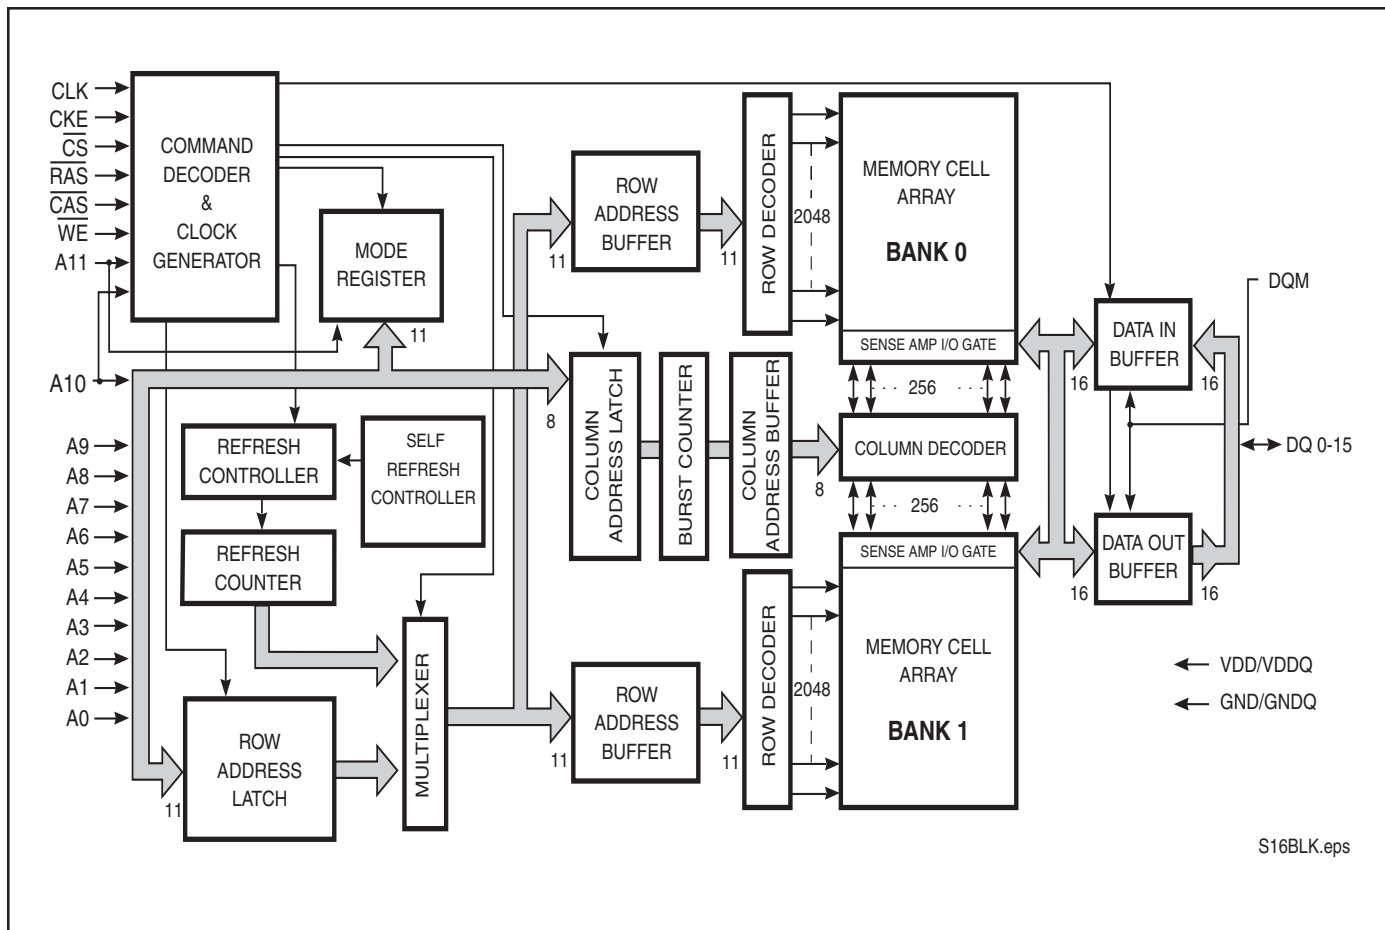 CLK
CKE
CS
RAS
CAS
WE
A11
A10
A9
A8
A7
A6
A5
A4
A3
A2
A1
A0
COMMAND
DECODER
&
CLOCK
GENERATOR
MODE
REGISTER
11
REFRESH
CONTROLLER
SELF
REFRESH
CONTROLLER
REFRESH
COUNTER
ROW
ADDRESS
LATCH
11
MULTIPLEXER
ROW
ADDRESS
BUFFER
11
11
ROW DECODER
2048
MEMORY CELL
ARRAY
BANK 0
SENSE AMP I/O GATE
8
COLUMN
ADDRESS LATCH
BURST COUNTER
COLUMN
ADDRESS BUFFER
8
256
COLUMN DECODER
256
SENSE AMP I/O GATE
MEMORY CELL
ARRAY
BANK 1
ROW
ADDRESS
BUFFER
11
11
ROW DECODER
2048
DATA IN
BUFFER
16
16
DATA OUT
BUFFER
16
16
DQM
DQ 0-15
VDD/VDDQ
GND/GNDQ
S16BLK.eps